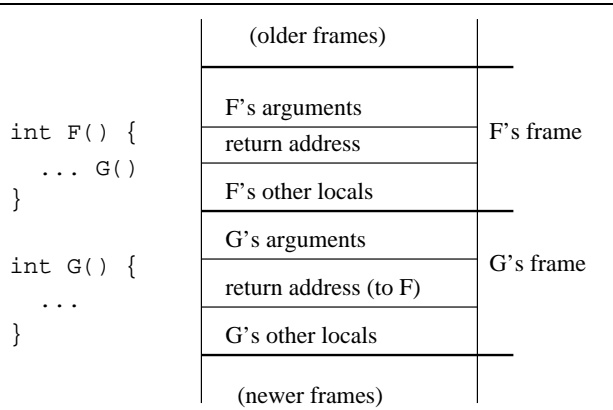 (older frames)
F's arguments
return address
F's other locals
F's frame
int F() {
... G()
}
G's arguments
return address (to F)
G's other locals
G's frame
int G() {
...
}
(newer frames)